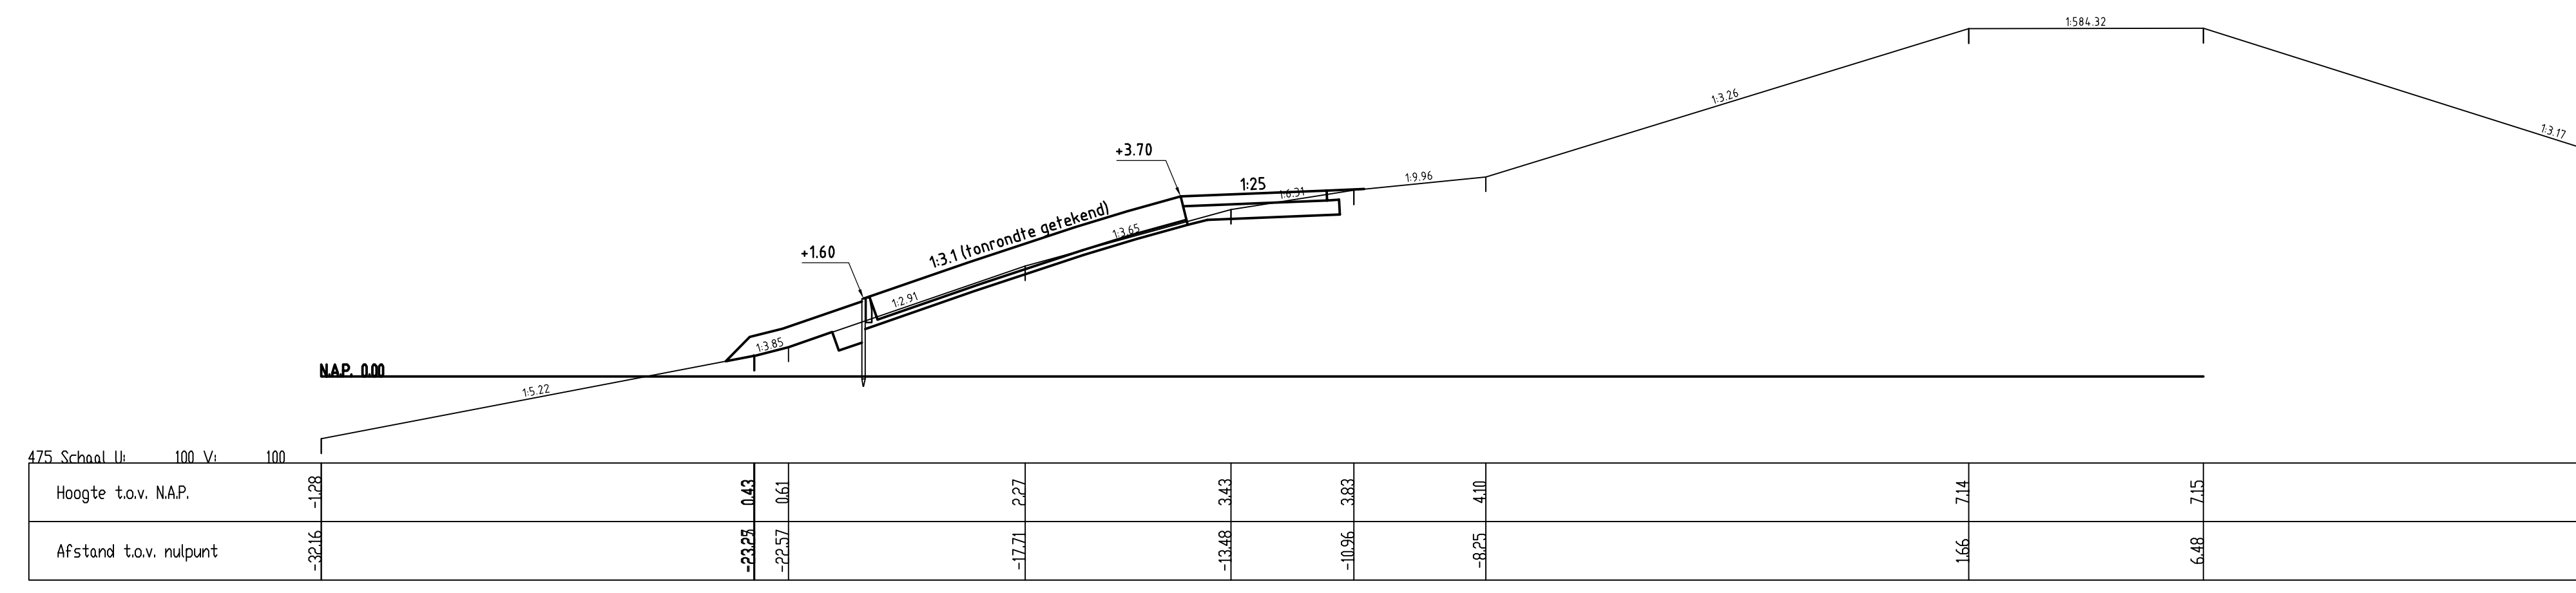 1:584.32
1:3.26
1:3.17
+3.70
1:25
1:6.31
1:9.96
1:3.1 (tonrondte getekend)
1:3.65
+1.60
1:2.91
1:3.85
N.A.P. 0.00
1:5.22
475 Schaal U: 100 V: 100
Hoogte t.o.v. N.A.P. -1.28 0.43 0.61 2.27 3.43 3.83 4.10 7.14 7.15
Afstand t.o.v. nulpunt -32.16 -22.57 -17.71 -13.48 -10.96 -8.25 1.66 6.48